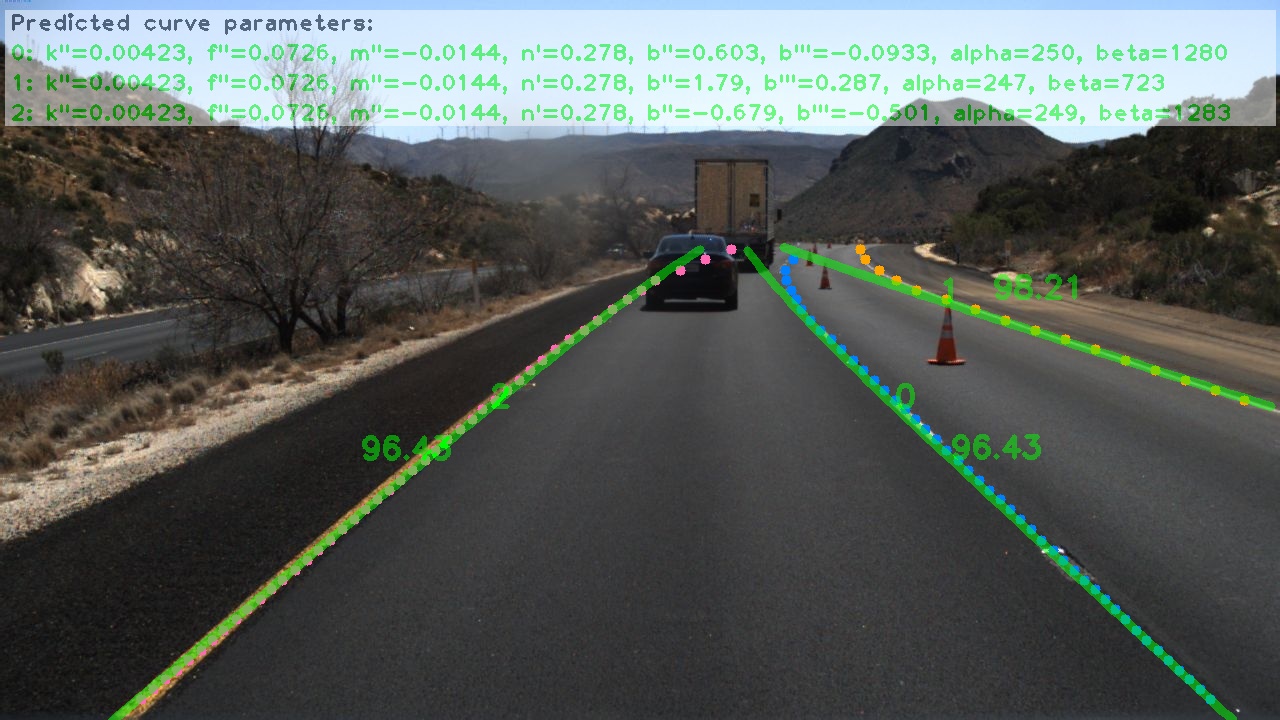 Predicted curve parameters:
0: k''=0.00423, f''=0.0726, m''=−0.0144, n'=0.278, b''=0.603, b'''=−0.0933, alpha=250, beta=1280
1: k''=0.00423, f''=0.0726, m''=−0.0144, n'=0.278, b''=1.79, b'''=0.287, alpha=247, beta=723
2: k''=0.00423, f''=0.0726, m''=−0.0144, n'=0.278, b''=−0.679, b'''=−0.501, alpha=249, beta=1283
1 98.21
2 0
96.43 96.43